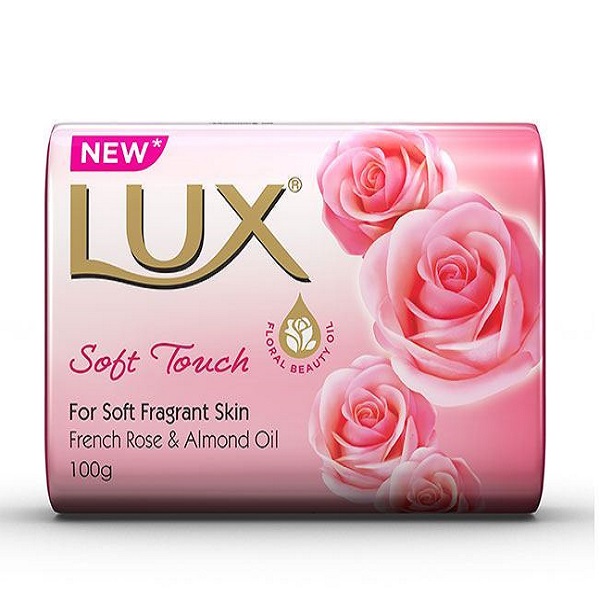 NEW*
LUX®
Soft Touch
FLORAL BEAUTY OIL
For Soft Fragrant Skin
French Rose & Almond Oil
100g